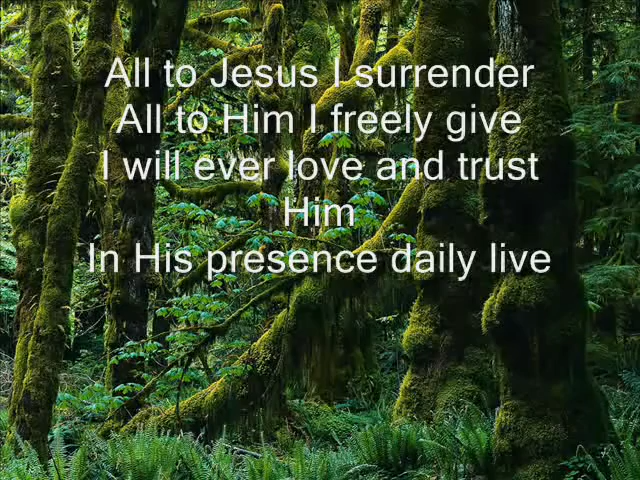 All to Jesus I surrender
All to Him I freely give
I will ever love and trust
Him
In His presence daily live